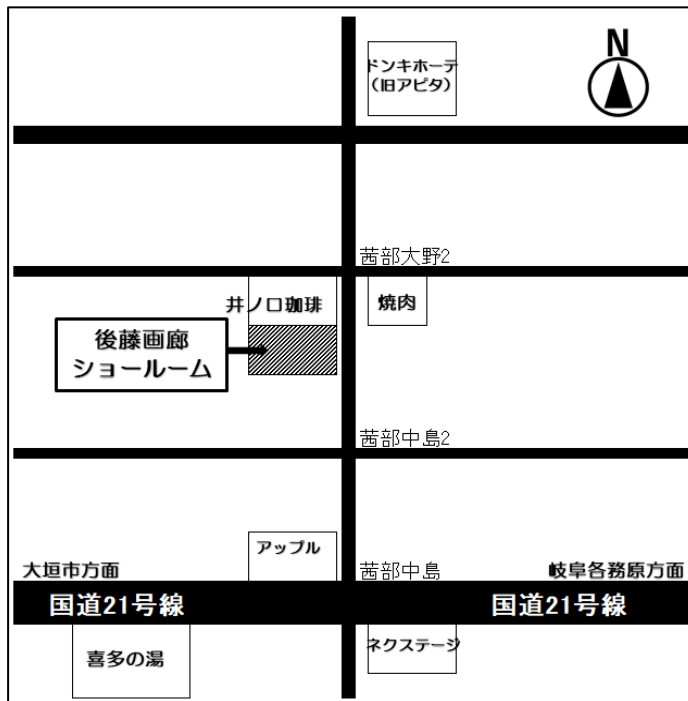 N
ドンキホーテ
（旧アピタ）
茜部大野2
井ノ口珈琲
焼肉
後藤画廊
ショールーム
茜部中島2
アップル
大垣市方面
茜部中島
岐阜各務原方面
国道21号線
国道21号線
喜多の湯
ネクステージ